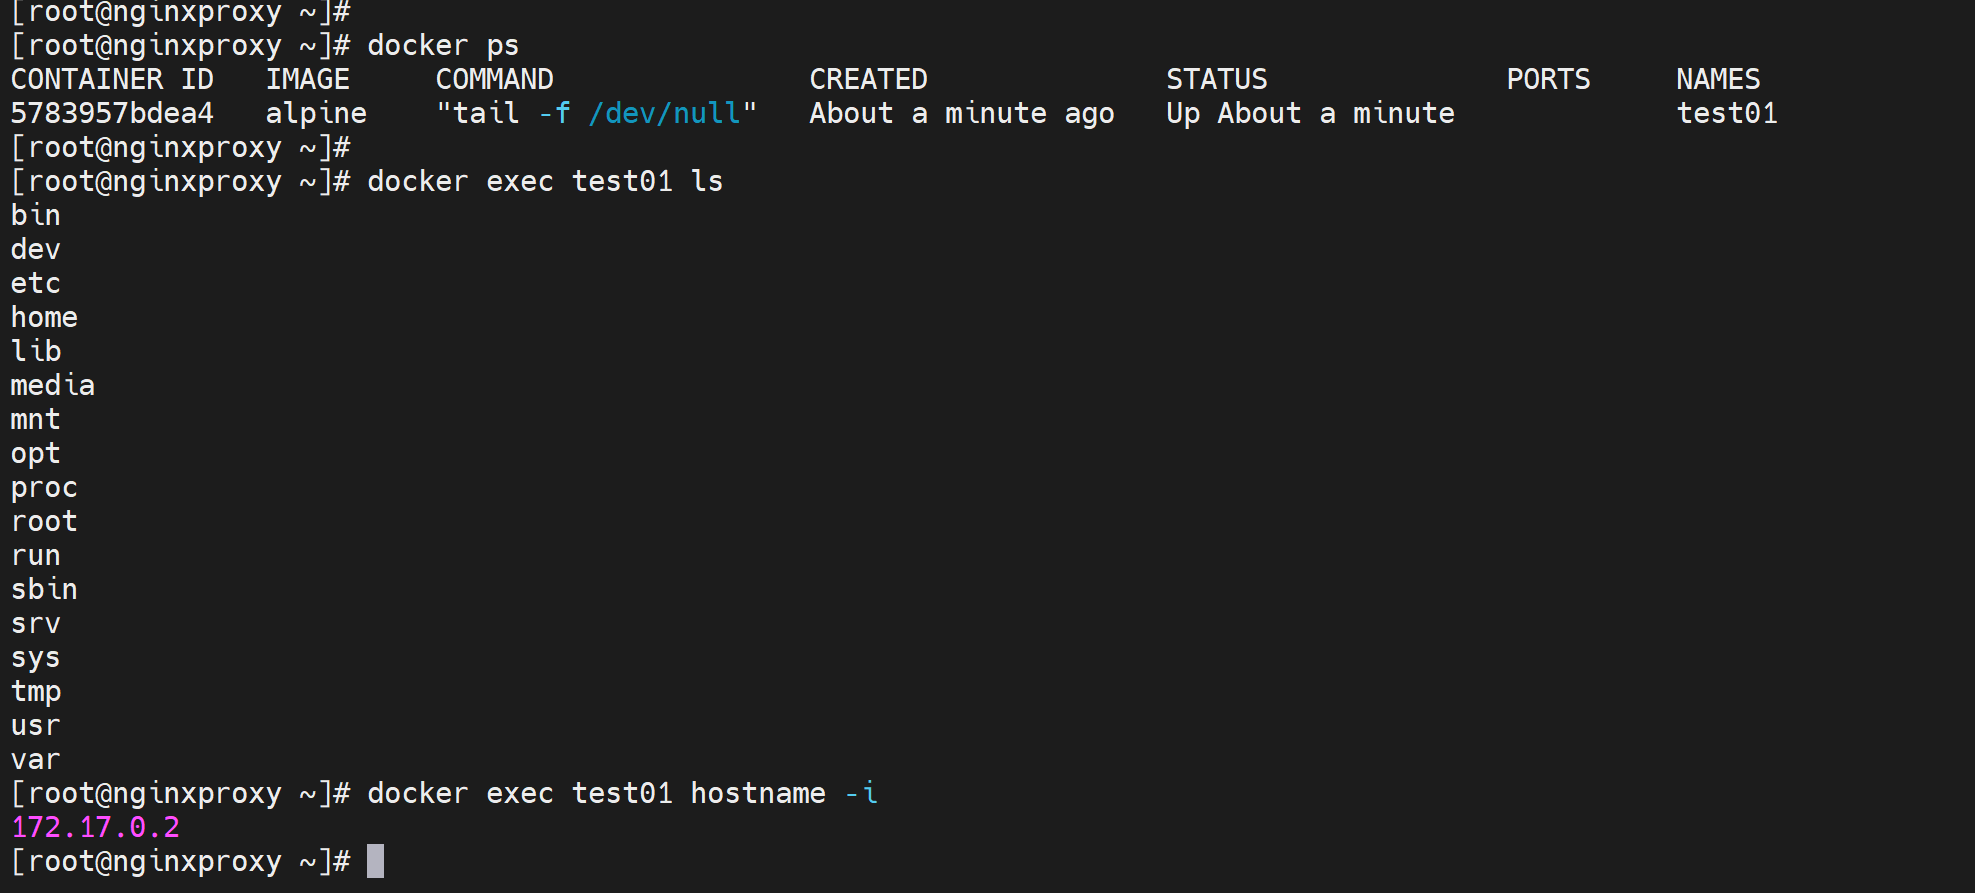 [root@nginxproxy ~]#
[root@nginxproxy ~]# docker ps
CONTAINER ID   IMAGE     COMMAND               CREATED              STATUS              PORTS     NAMES
5783957bdea4   alpine    "tail -f /dev/null"   About a minute ago   Up About a minute             test01
[root@nginxproxy ~]#
[root@nginxproxy ~]# docker exec test01 ls
bin
dev
etc
home
lib
media
mnt
opt
proc
root
run
sbin
srv
sys
tmp
usr
var
[root@nginxproxy ~]# docker exec test01 hostname -i
172.17.0.2
[root@nginxproxy ~]#